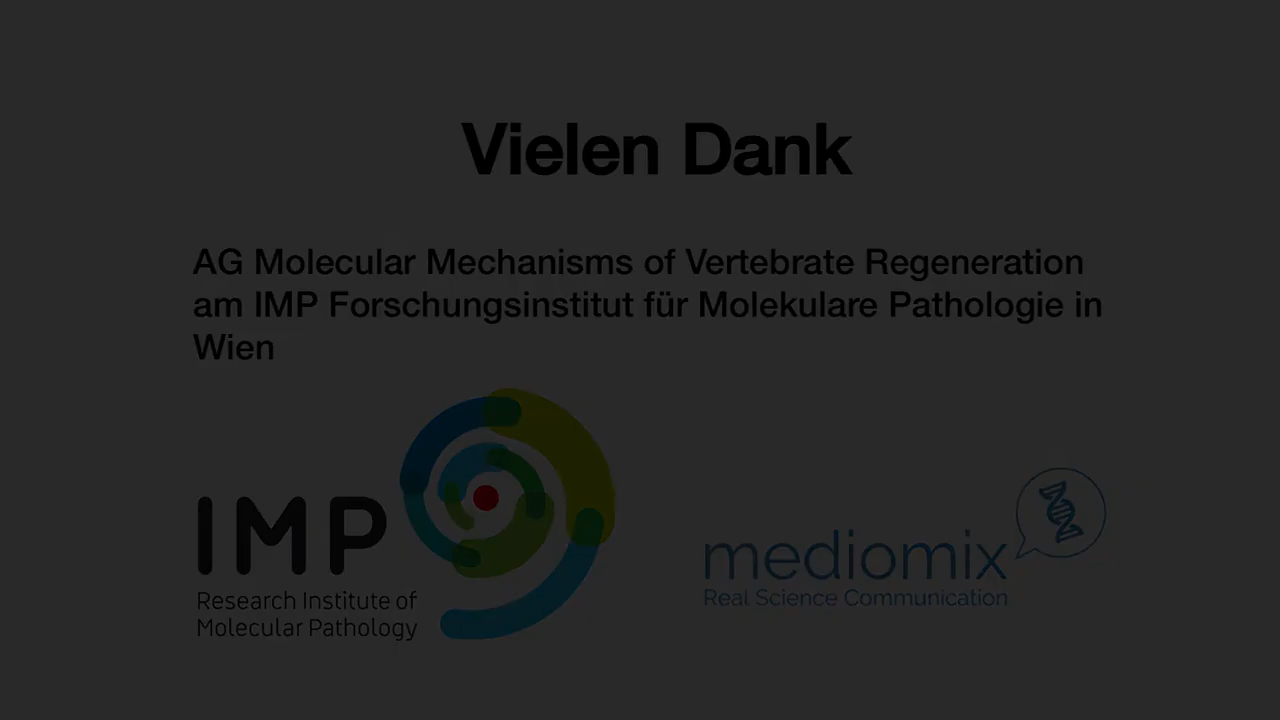 Vielen Dank
AG Molecular Mechanisms of Vertebrate Regeneration
am IMP Forschungsinstitut für Molekulare Pathologie in
Wien
IMP
Research Institute of
Molecular Pathology
mediomix
Real Science Communication